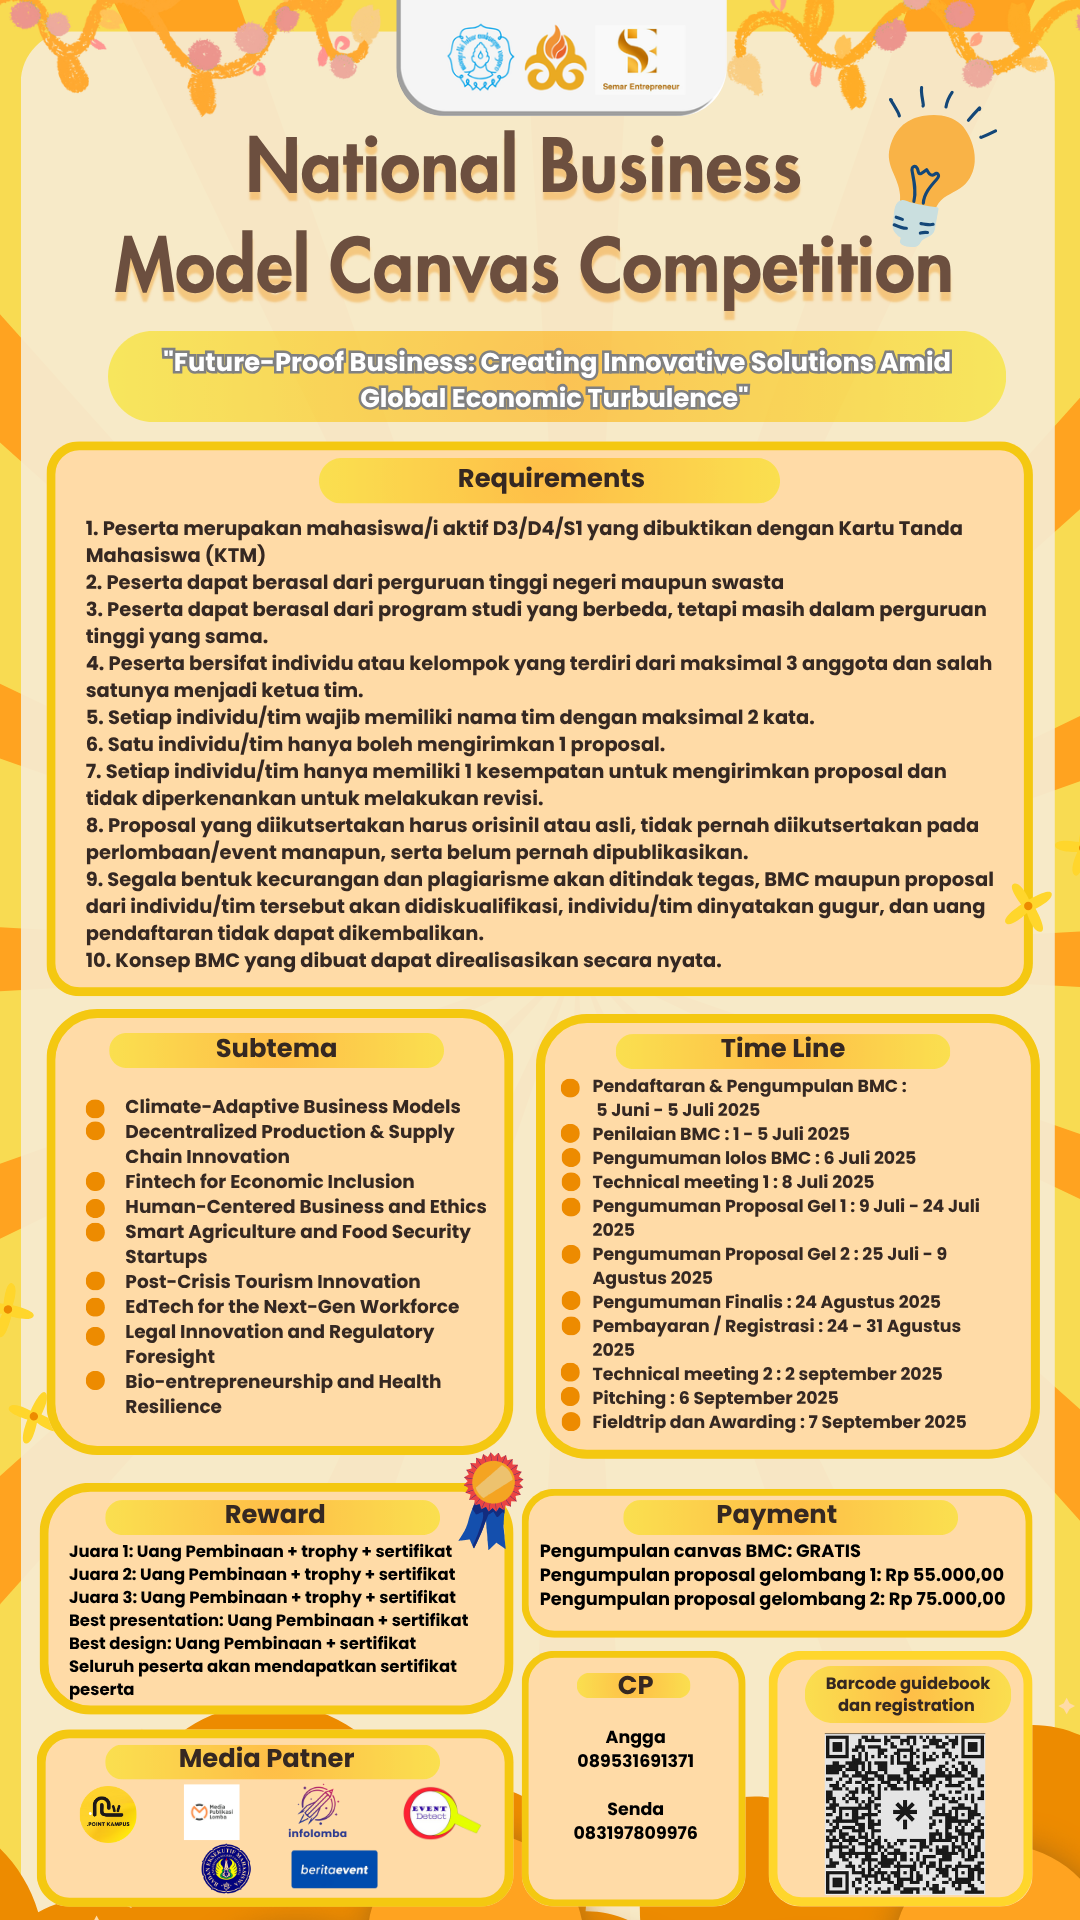 Semar Entrepreneur
National Business
Model Canvas Competition
"Future-Proof Business: Creating Innovative Solutions Amid
Global Economic Turbulence"
Requirements
1. Peserta merupakan mahasiswa/i aktif D3/D4/S1 yang dibuktikan dengan Kartu Tanda
Mahasiswa (KTM)
2. Peserta dapat berasal dari perguruan tinggi negeri maupun swasta
3. Peserta dapat berasal dari program studi yang berbeda, tetapi masih dalam perguruan
tinggi yang sama.
4. Peserta bersifat individu atau kelompok yang terdiri dari maksimal 3 anggota dan salah
satunya menjadi ketua tim.
5. Setiap individu/tim wajib memiliki nama tim dengan maksimal 2 kata.
6. Satu individu/tim hanya boleh mengirimkan 1 proposal.
7. Setiap individu/tim hanya memiliki 1 kesempatan untuk mengirimkan proposal dan
tidak diperkenankan untuk melakukan revisi.
8. Proposal yang diikutsertakan harus orisinil atau asli, tidak pernah diikutsertakan pada
perlombaan/event manapun, serta belum pernah dipublikasikan.
9. Segala bentuk kecurangan dan plagiarisme akan ditindak tegas, BMC maupun proposal
dari individu/tim tersebut akan didiskualifikasi, individu/tim dinyatakan gugur, dan uang
pendaftaran tidak dapat dikembalikan.
10. Konsep BMC yang dibuat dapat direalisasikan secara nyata.
Subtema
Climate-Adaptive Business Models
Decentralized Production & Supply
Chain Innovation
Fintech for Economic Inclusion
Human-Centered Business and Ethics
Smart Agriculture and Food Security
Startups
Post-Crisis Tourism Innovation
EdTech for the Next-Gen Workforce
Legal Innovation and Regulatory
Foresight
Bio-entrepreneurship and Health
Resilience
Time Line
Pendaftaran & Pengumpulan BMC :
5 Juni - 5 Juli 2025
Penilaian BMC : 1 - 5 Juli 2025
Pengumuman lolos BMC : 6 Juli 2025
Technical meeting 1 : 8 Juli 2025
Pengumuman Proposal Gel 1 : 9 Juli - 24 Juli
2025
Pengumuman Proposal Gel 2 : 25 Juli - 9
Agustus 2025
Pengumuman Finalis : 24 Agustus 2025
Pembayaran / Registrasi : 24 - 31 Agustus
2025
Technical meeting 2 : 2 september 2025
Pitching : 6 September 2025
Fieldtrip dan Awarding : 7 September 2025
Reward
Juara 1: Uang Pembinaan + trophy + sertifikat
Juara 2: Uang Pembinaan + trophy + sertifikat
Juara 3: Uang Pembinaan + trophy + sertifikat
Best presentation: Uang Pembinaan + sertifikat
Best design: Uang Pembinaan + sertifikat
Seluruh peserta akan mendapatkan sertifikat
peserta
Payment
Pengumpulan canvas BMC: GRATIS
Pengumpulan proposal gelombang 1: Rp 55.000,00
Pengumpulan proposal gelombang 2: Rp 75.000,00
CP
Angga
089531691371
Senda
083197809976
Barcode guidebook
dan registration
Media Patner
.POINT KAMPUS
Media
Publikasi
Lomba
infolomba
EVENT
Detect
beritaevent